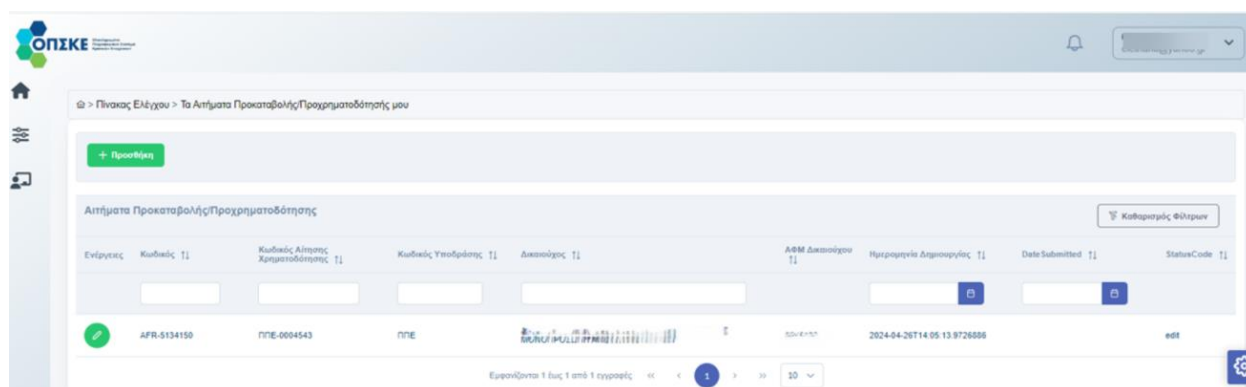 ΟΠΣΚΕ
> Πίνακας Ελέγχου > Τα Αιτήματα Προκαταβολής/Προχρηματοδότησής μου
+ Προσθήκη
Αιτήματα Προκαταβολής/Προχρηματοδότησης
Καθαρισμός Φίλτρων
Ενέργειες Κωδικός Κωδικός Αίτησης Χρηματοδότησης Κωδικός Υποδράσης Δικαιούχος ΑΦΜ Δικαιούχου Ημερομηνία Δημιουργίας DateSubmitted StatusCode
AFR-5134150 ΠΠΕ-0004543 ΠΠΕ 2024-04-26T14:05:13.9726886 edit
Εμφανίζονται 1 έως 1 από 1 εγγραφές << < 1 > >> 10